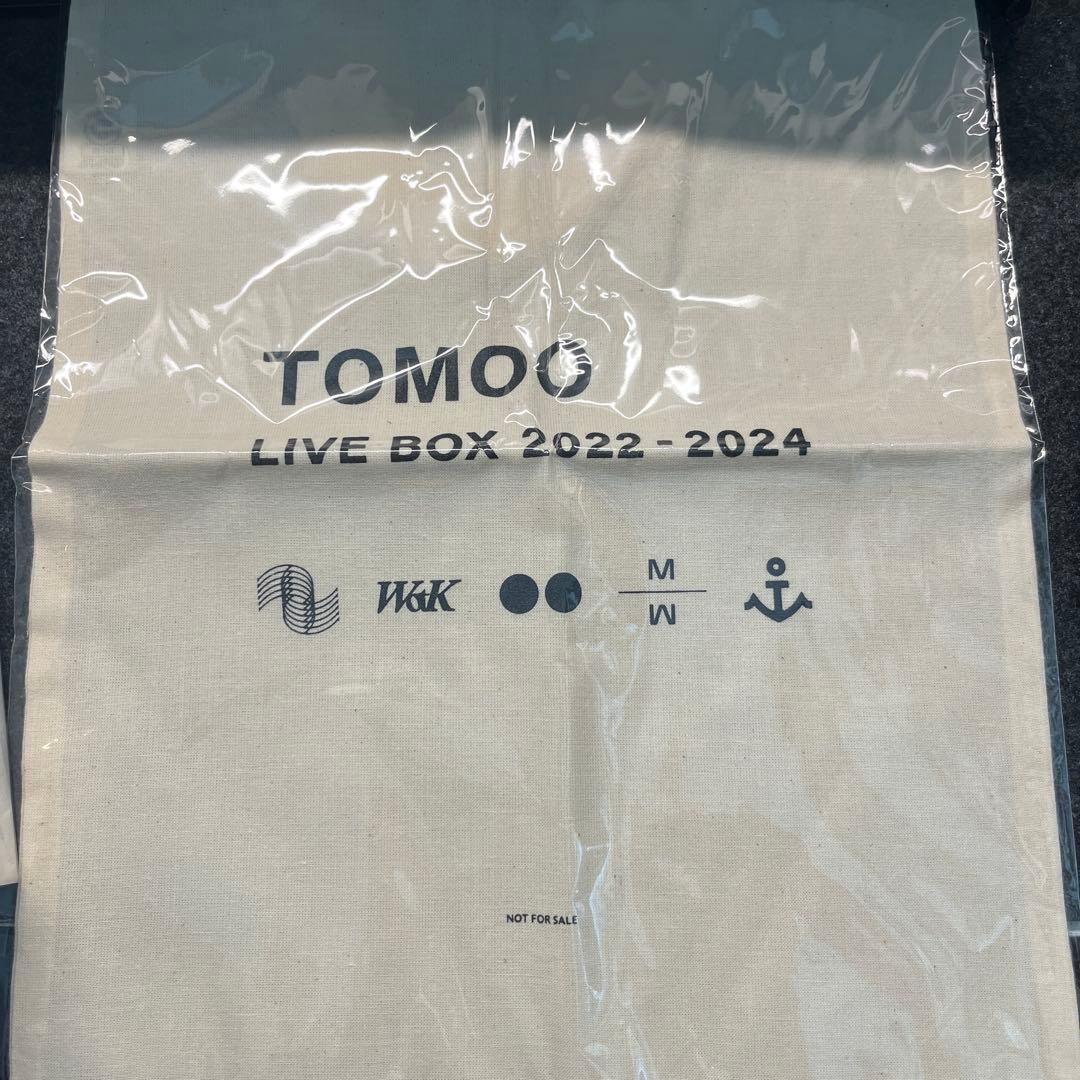 TOMOO
LIVE BOX 2022-2024
W&K
M
M
NOT FOR SALE